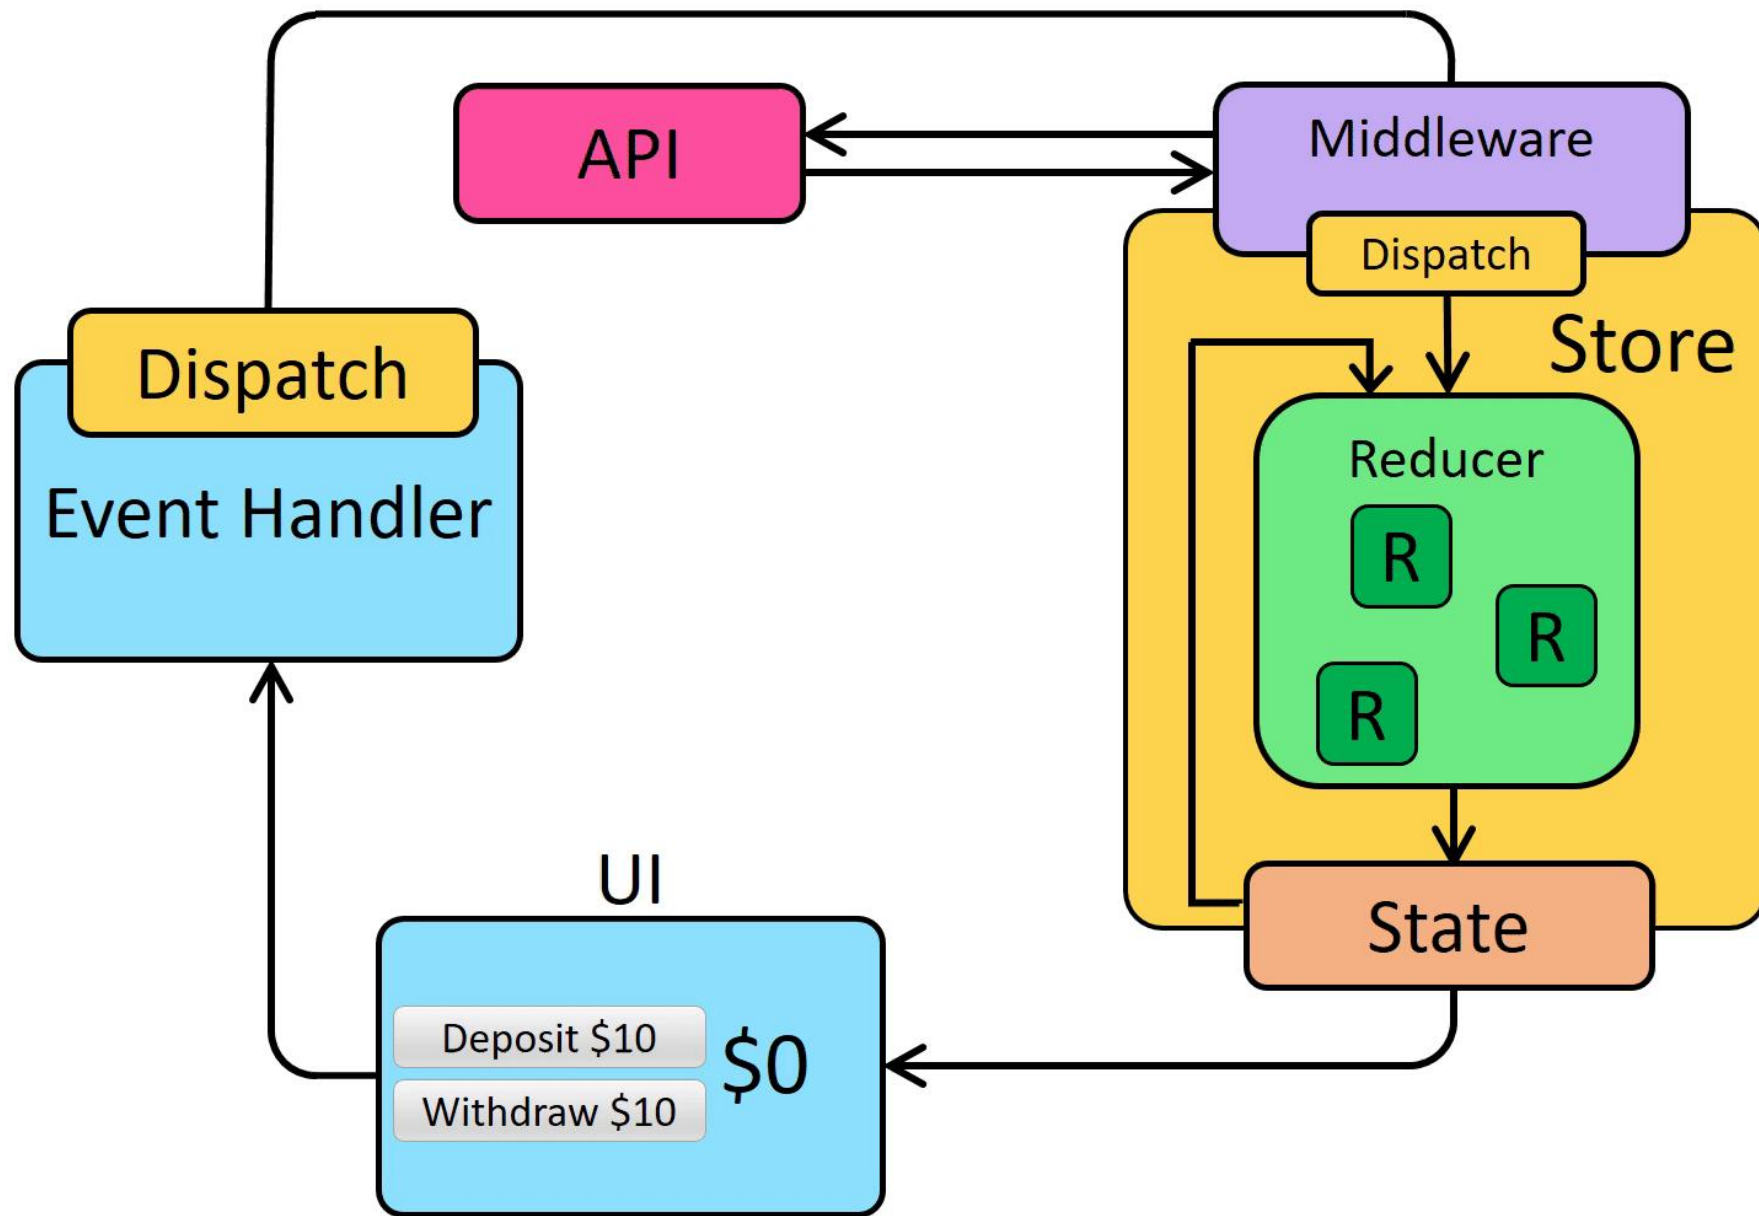 API
Middleware
Dispatch
Store
Dispatch
Event Handler
Reducer
R
R
R
UI
Deposit $10
Withdraw $10
$0
State